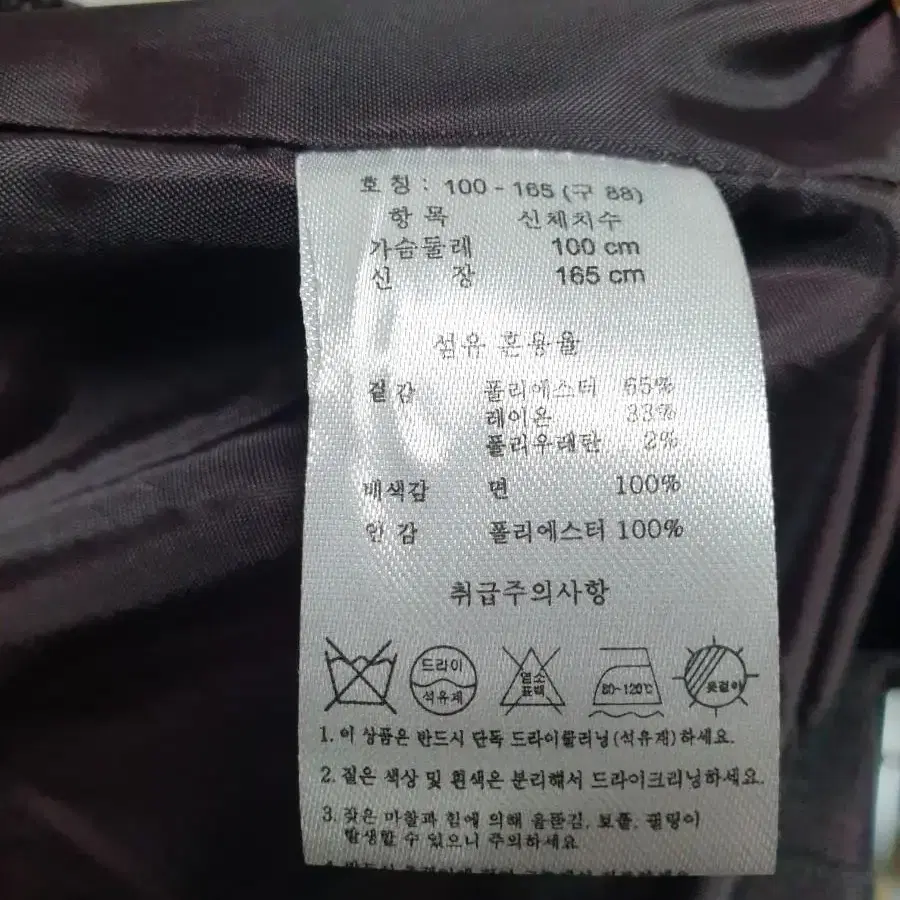 호 칭 : 100 - 165 (구 88)
항 목 신체치수
가슴둘레 100 cm
신 장 165 cm
섬유 혼용율
겉 감 폴리에스터 65%
레이온 33%
폴리우레탄 2%
배색감 면 100%
안 감 폴리에스터 100%
취급주의사항
드라이
석유제
염소
표백
80~120℃
옷걸이
1. 이 상품은 반드시 단독 드라이클리닝(석유제)하세요.
2. 짙은 색상 및 흰색은 분리해서 드라이크리닝하세요.
3. 잦은 마찰과 힘에 의해 올뜯김, 보풀, 필링이
발생할 수 있으니 주의하세요